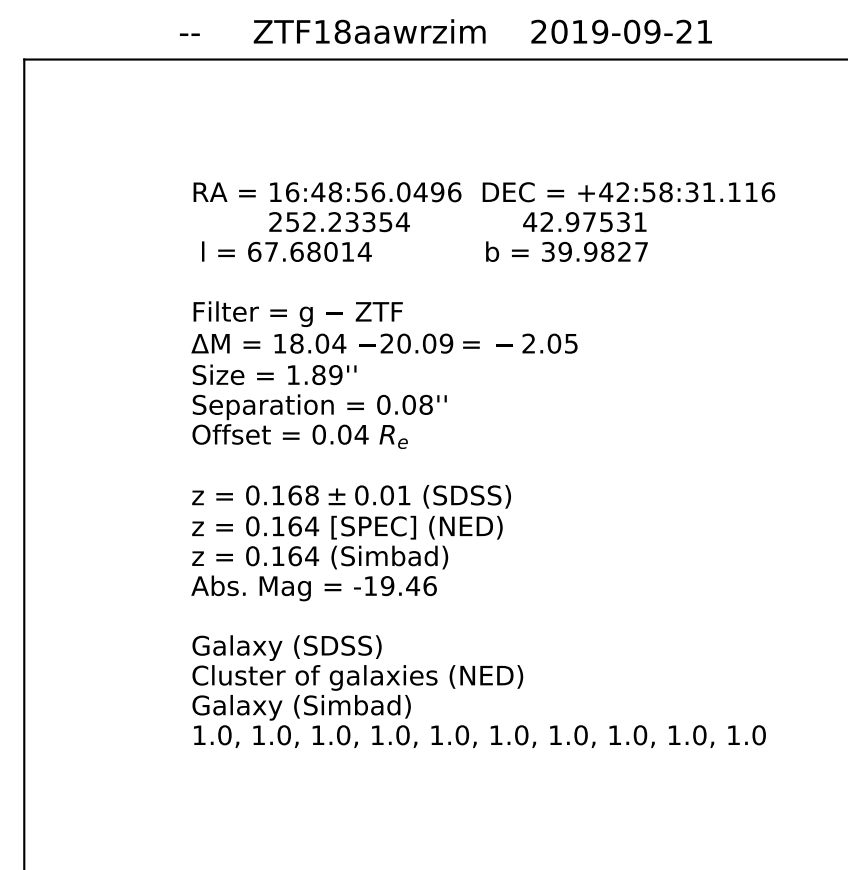 -- ZTF18aawrzim 2019-09-21
RA = 16:48:56.0496 DEC = +42:58:31.116
252.23354 42.97531
l = 67.68014 b = 39.9827
Filter = g − ZTF
ΔM = 18.04 −20.09 = − 2.05
Size = 1.89''
Separation = 0.08''
Offset = 0.04 Rₑ
z = 0.168 ± 0.01 (SDSS)
z = 0.164 [SPEC] (NED)
z = 0.164 (Simbad)
Abs. Mag = -19.46
Galaxy (SDSS)
Cluster of galaxies (NED)
Galaxy (Simbad)
1.0, 1.0, 1.0, 1.0, 1.0, 1.0, 1.0, 1.0, 1.0, 1.0